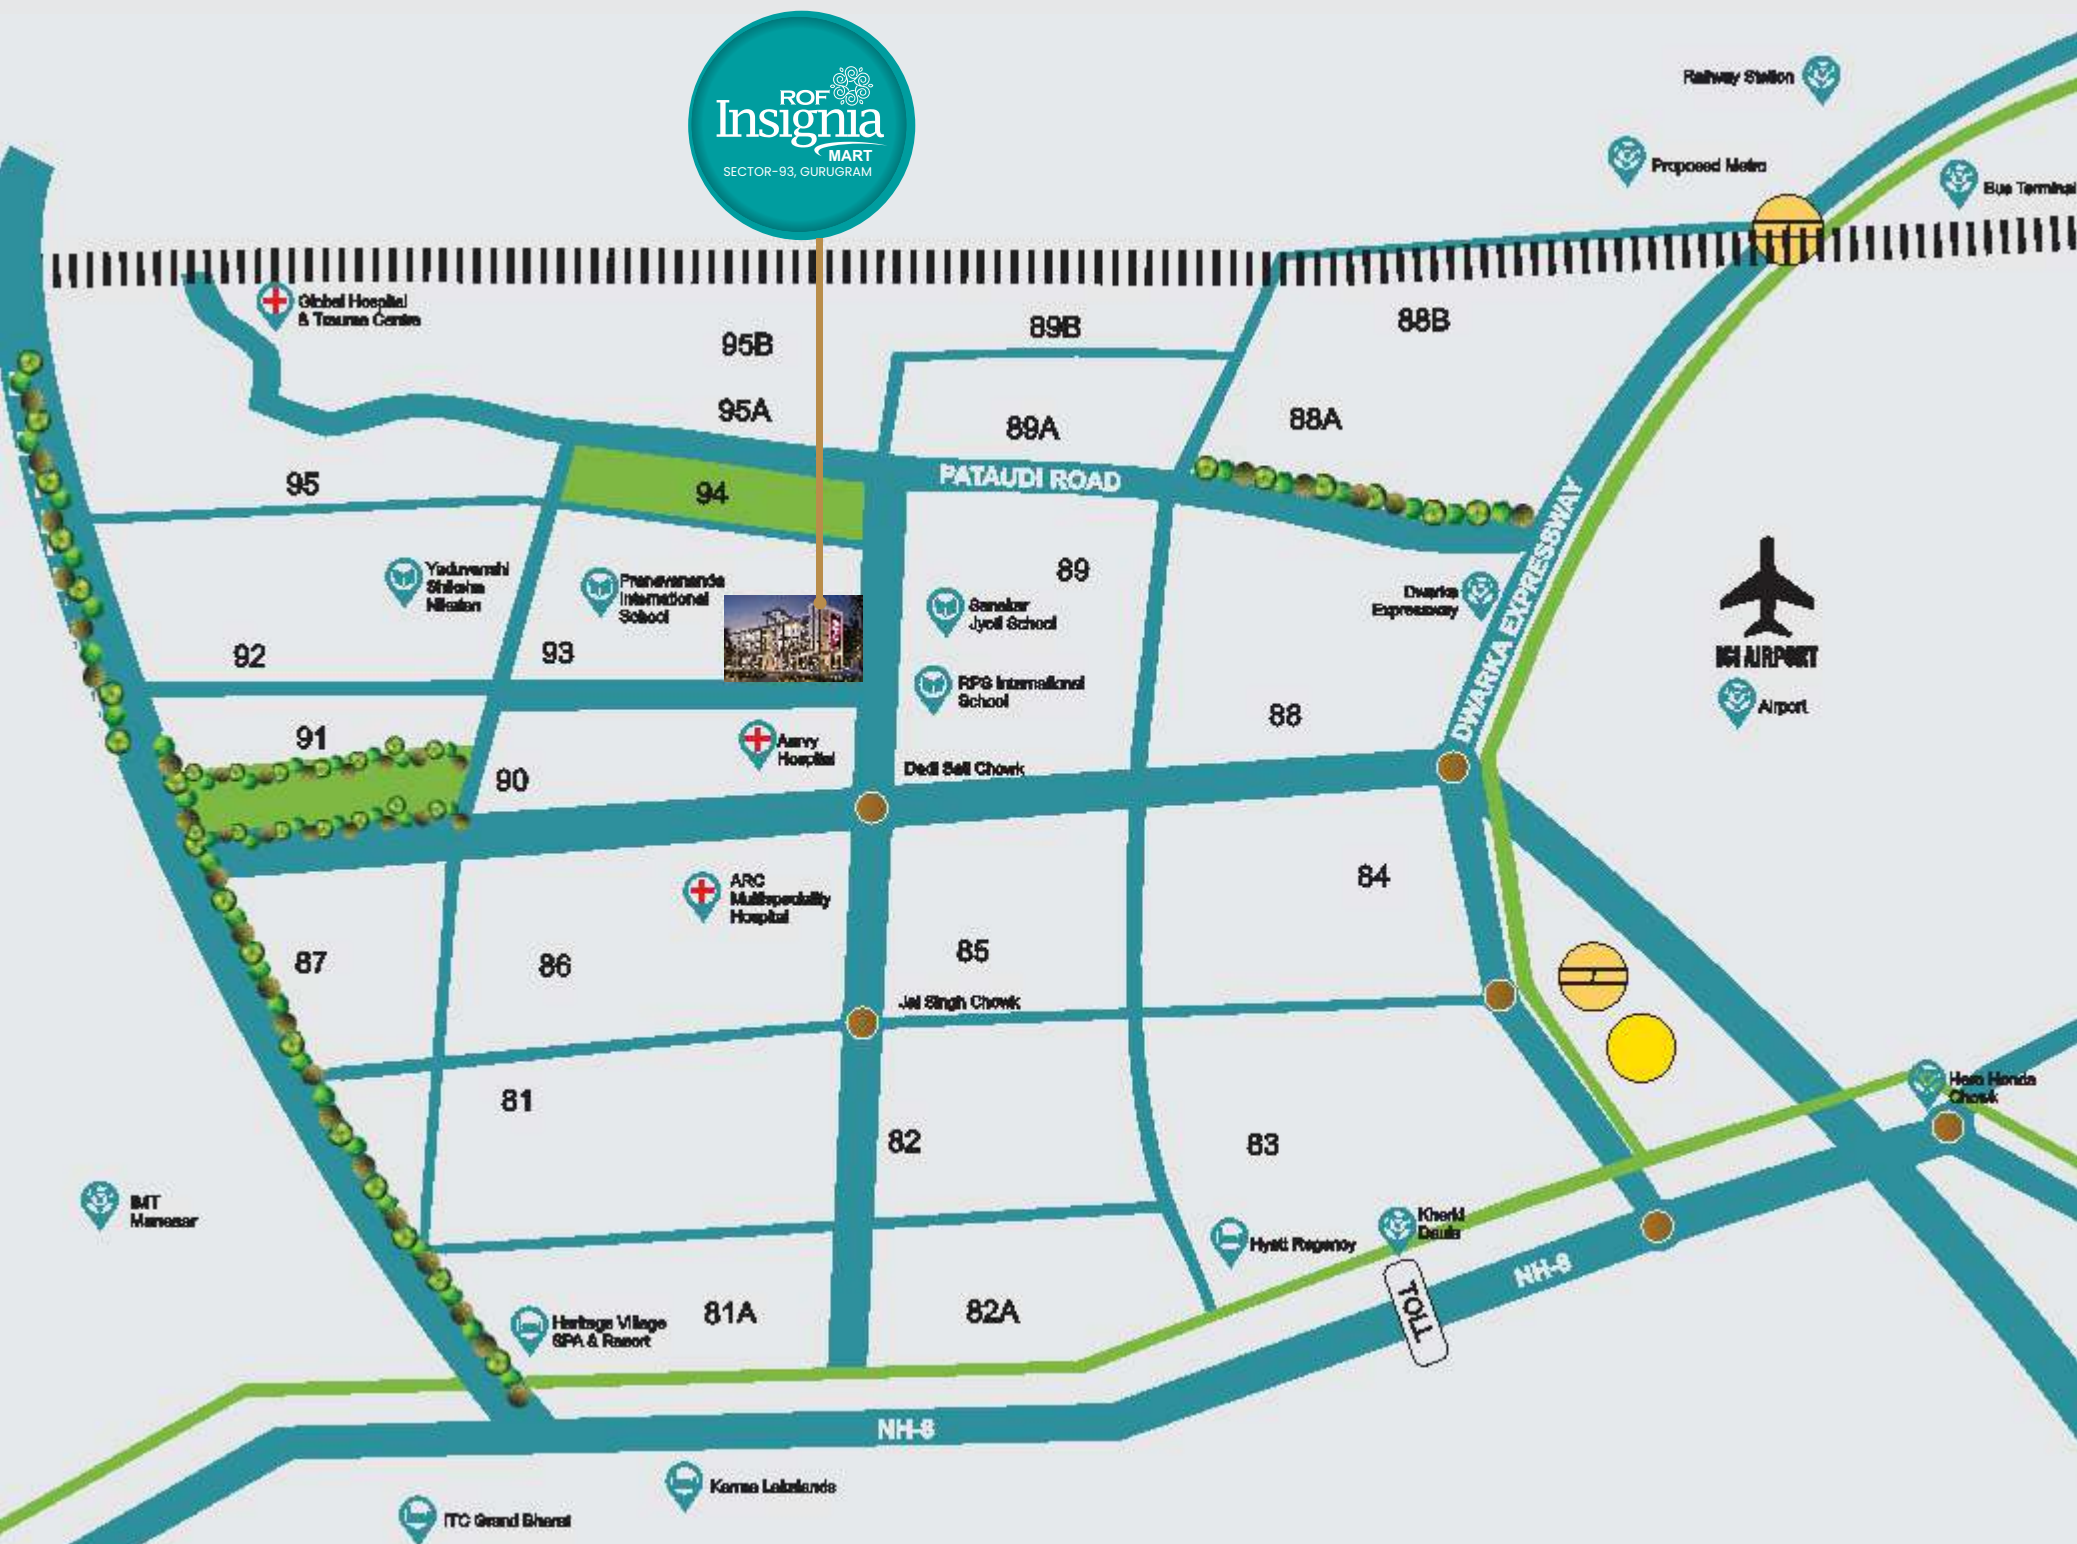 ROF
Insignia
MART
SECTOR-93, GURUGRAM
Railway Station
Proposed Metro
Bus Terminal
Global Hospital
& Trauma Centre
95B
89B
88B
95A
89A
88A
95
94
PATAUDI ROAD
Yaduvanshi
Shiksha
Niketan
Pranavananda
International
School
89
Sanskar
Jyoti School
Dwarka
Expressway
DWARKA EXPRESSWAY
IGI AIRPORT
Airport
92
93
RPS International
School
88
91
90
Aarvy
Hospital
Dadi Sati Chowk
ARC
Multispeciality
Hospital
84
87
86
85
Jai Singh Chowk
81
82
83
Hero Honda
Chowk
IMT
Manesar
Hyatt Regency
Kherki
Daula
NH-8
TOLL
Heritage Village
SPA & Resort
81A
82A
NH-8
Karma Lakelands
ITC Grand Bharat